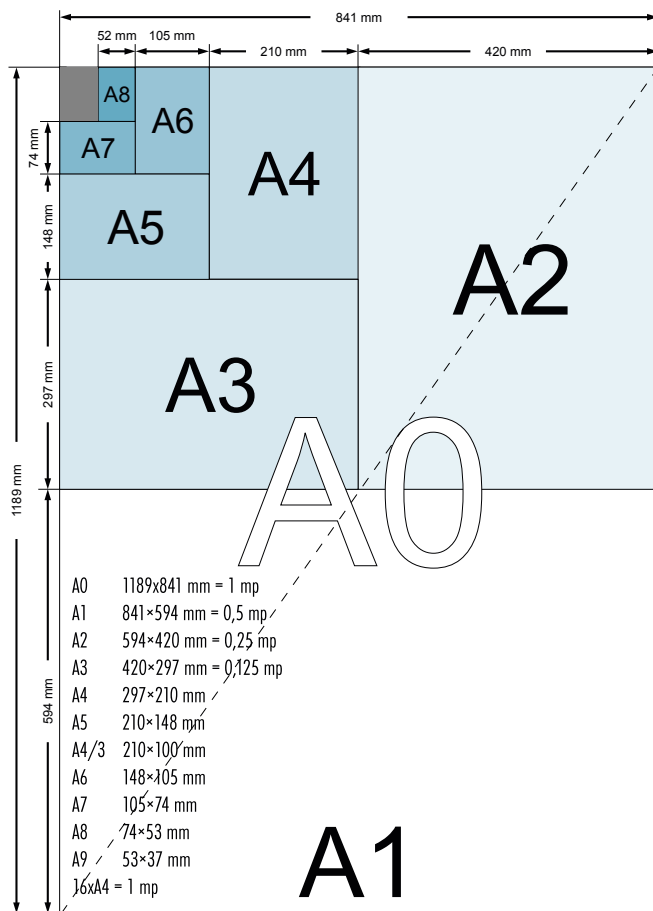 841 mm
52 mm 105 mm 210 mm 420 mm
A8
A6
A7
74 mm
A4
A5
148 mm
A2
A3
297 mm
A0
1189 mm
594 mm
A0 1189x841 mm = 1 mp
A1 841×594 mm = 0,5 mp
A2 594×420 mm = 0,25 mp
A3 420×297 mm = 0,125 mp
A4 297×210 mm
A5 210×148 mm
A4/3 210×100 mm
A6 148×105 mm
A7 105×74 mm
A8 74×53 mm
A9 53×37 mm
16xA4 = 1 mp
A1